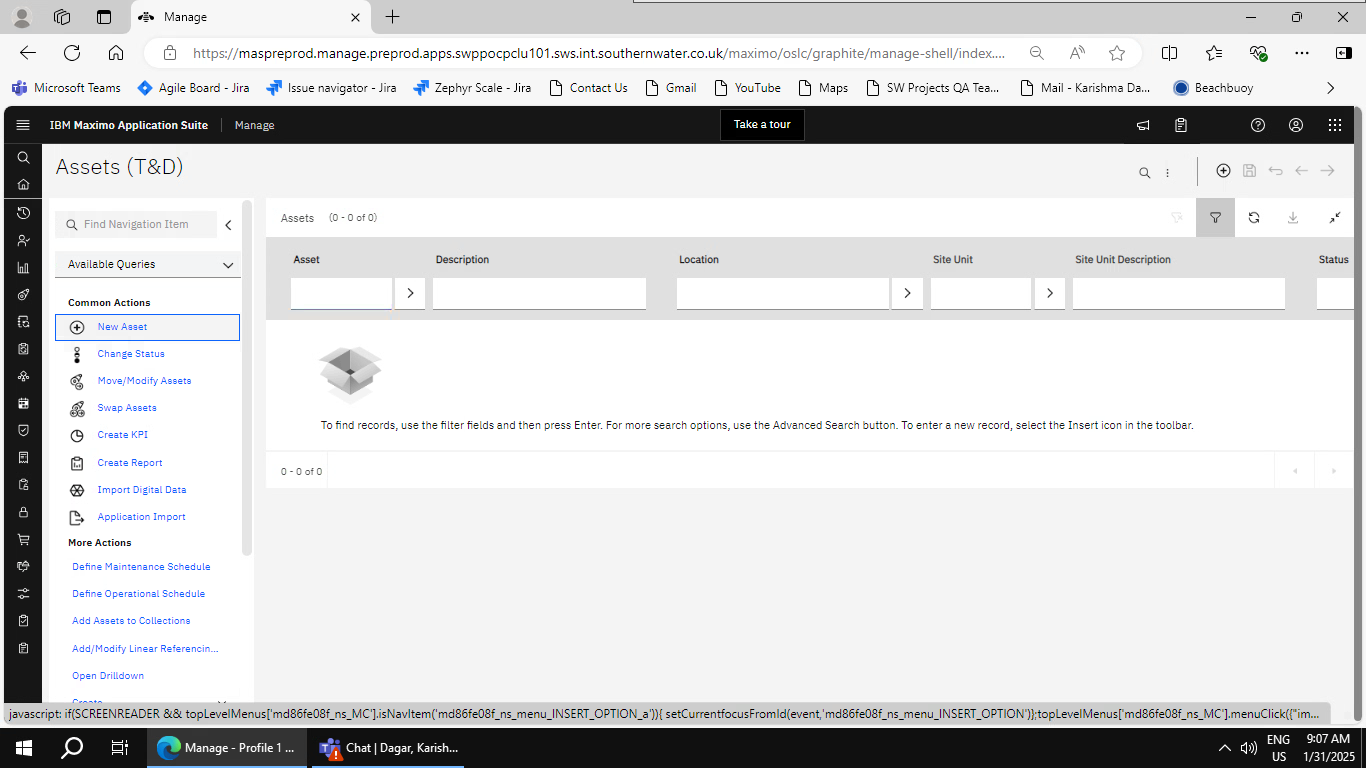 Manage
https://maspreprod.manage.preprod.apps.swppocpclu101.sws.int.southernwater.co.uk/maximo/oslc/graphite/manage-shell/index....
Microsoft Teams
Agile Board - Jira
Issue navigator - Jira
Zephyr Scale - Jira
Contact Us
Gmail
YouTube
Maps
SW Projects QA Tea...
Mail - Karishma Da...
Beachbuoy
IBM Maximo Application Suite
Manage
Take a tour
Assets (T&D)
Find Navigation Item
Available Queries
Common Actions
New Asset
Change Status
Move/Modify Assets
Swap Assets
Create KPI
Create Report
Import Digital Data
Application Import
More Actions
Define Maintenance Schedule
Define Operational Schedule
Add Assets to Collections
Add/Modify Linear Referencin...
Open Drilldown
Create
Assets (0 - 0 of 0)
Asset
Description
Location
Site Unit
Site Unit Description
Status
To find records, use the filter fields and then press Enter. For more search options, use the Advanced Search button. To enter a new record, select the Insert icon in the toolbar.
0 - 0 of 0
javascript: if(SCREENREADER && topLevelMenus['md86fe08f_ns_MC'].isNavItem('md86fe08f_ns_menu_INSERT_OPTION_a')){ setCurrentfocusFromId(event,'md86fe08f_ns_menu_INSERT_OPTION')};topLevelMenus['md86fe08f_ns_MC'].menuClick({"im...
Manage - Profile 1 ...
Chat | Dagar, Karish...
ENG
US
9:07 AM
1/31/2025